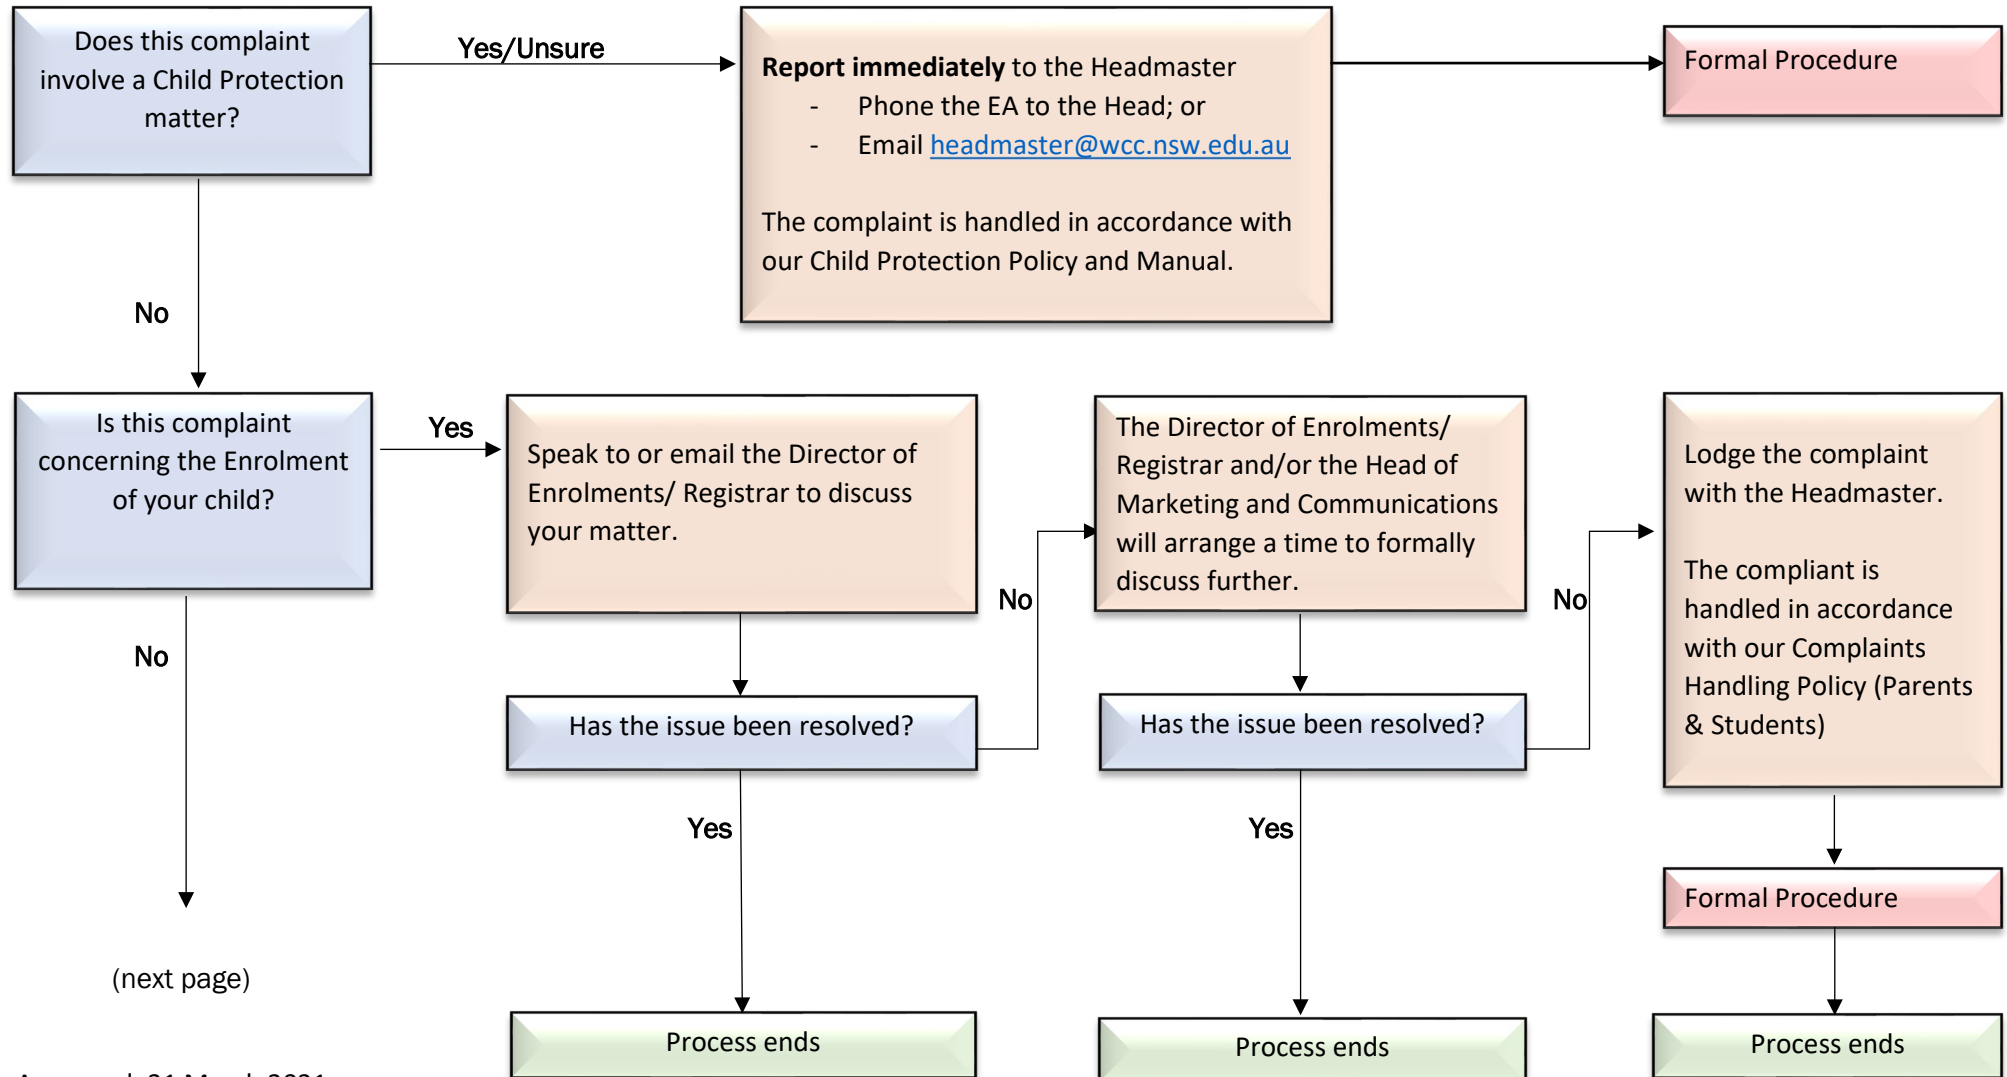 Does this complaint
involve a Child Protection
matter?
Yes/Unsure
Report immediately to the Headmaster
- Phone the EA to the Head; or
- Email headmaster@wcc.nsw.edu.au
The complaint is handled in accordance with
our Child Protection Policy and Manual.
Formal Procedure
No
Is this complaint
concerning the Enrolment
of your child?
Yes
Speak to or email the Director of
Enrolments/ Registrar to discuss
your matter.
No
The Director of Enrolments/
Registrar and/or the Head of
Marketing and Communications
will arrange a time to formally
discuss further.
No
Lodge the complaint
with the Headmaster.
The compliant is
handled in accordance
with our Complaints
Handling Policy (Parents
& Students)
No
Has the issue been resolved?
Has the issue been resolved?
Yes
Yes
Formal Procedure
(next page)
Process ends
Process ends
Process ends